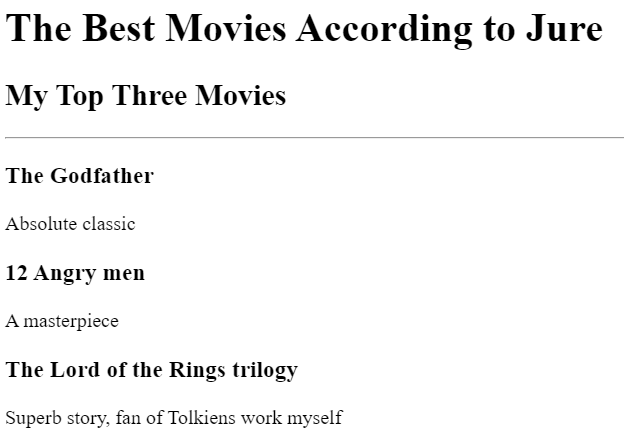 The Best Movies According to Jure
My Top Three Movies
The Godfather
Absolute classic
12 Angry men
A masterpiece
The Lord of the Rings trilogy
Superb story, fan of Tolkiens work myself